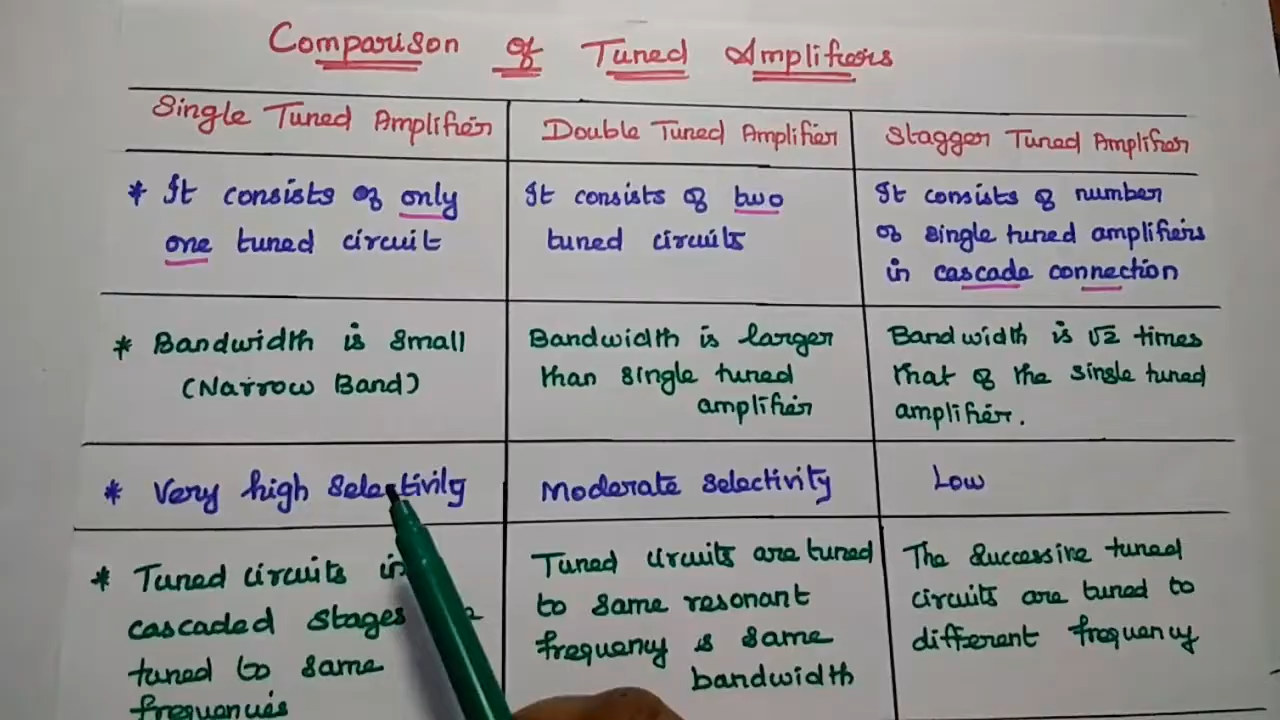 Comparison of Tuned Amplifiers
Single Tuned Amplifier
Double Tuned Amplifier
Stagger Tuned Amplifier
* It consists of only
one tuned circuit
It consists of two
tuned circuits
It consists of number
of single tuned amplifiers
in cascade connection
* Bandwidth is small
(Narrow Band)
Bandwidth is larger
than single tuned
amplifier
Bandwidth is √2 times
that of the single tuned
amplifier.
* Very high selectivity
Moderate selectivity
Low
* Tuned circuits in
cascaded stages
tuned to same
frequencies
Tuned circuits are tuned
to same resonant
frequency is same
bandwidth
The successive tuned
circuits are tuned to
different frequency